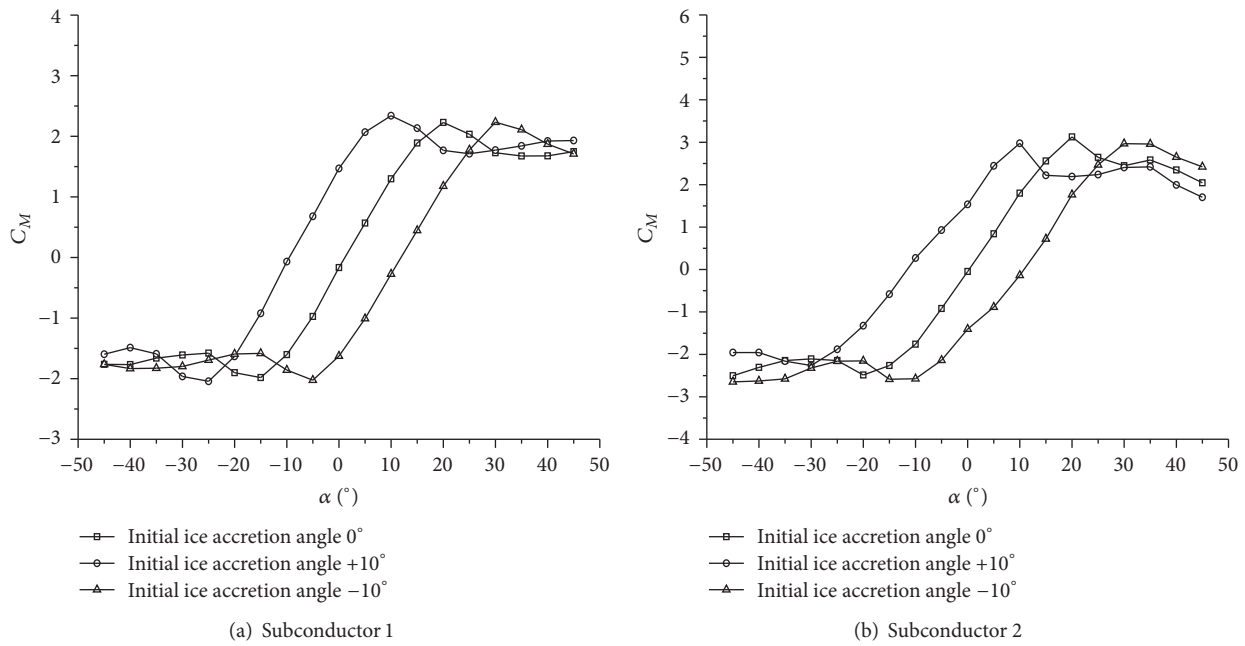 4
3
2
1
0
−1
−2
−3
C_M
−50 −40 −30 −20 −10 0 10 20 30 40 50
α (°)
Initial ice accretion angle 0°
Initial ice accretion angle +10°
Initial ice accretion angle −10°
(a) Subconductor 1
6
5
4
3
2
1
0
−1
−2
−3
−4
C_M
−50 −40 −30 −20 −10 0 10 20 30 40 50
α (°)
Initial ice accretion angle 0°
Initial ice accretion angle +10°
Initial ice accretion angle −10°
(b) Subconductor 2